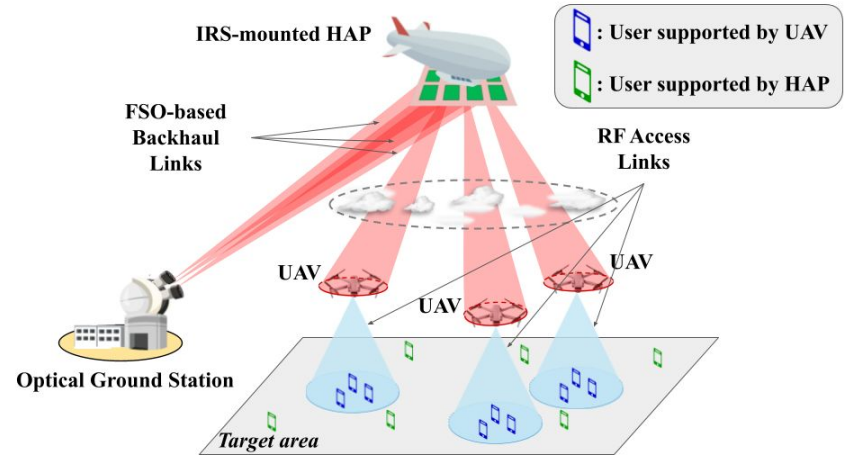 IRS-mounted HAP
: User supported by UAV
: User supported by HAP
FSO-based
Backhaul
Links
RF Access
Links
UAV
UAV
UAV
Optical Ground Station
Target area